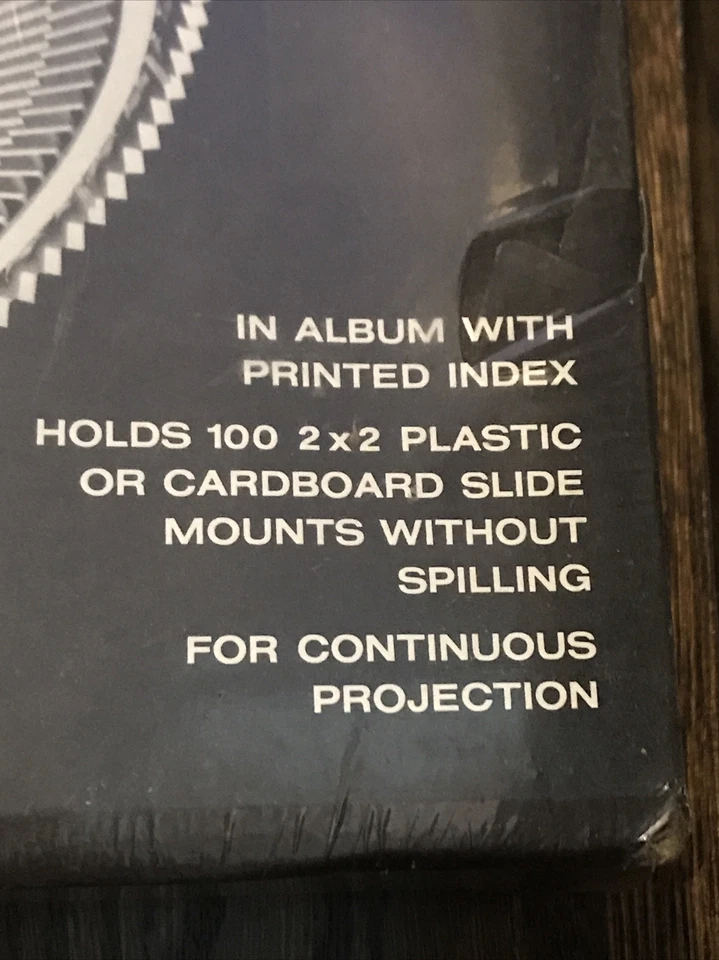 IN ALBUM WITH
PRINTED INDEX
HOLDS 100 2x2 PLASTIC
OR CARDBOARD SLIDE
MOUNTS WITHOUT
SPILLING
FOR CONTINUOUS
PROJECTION